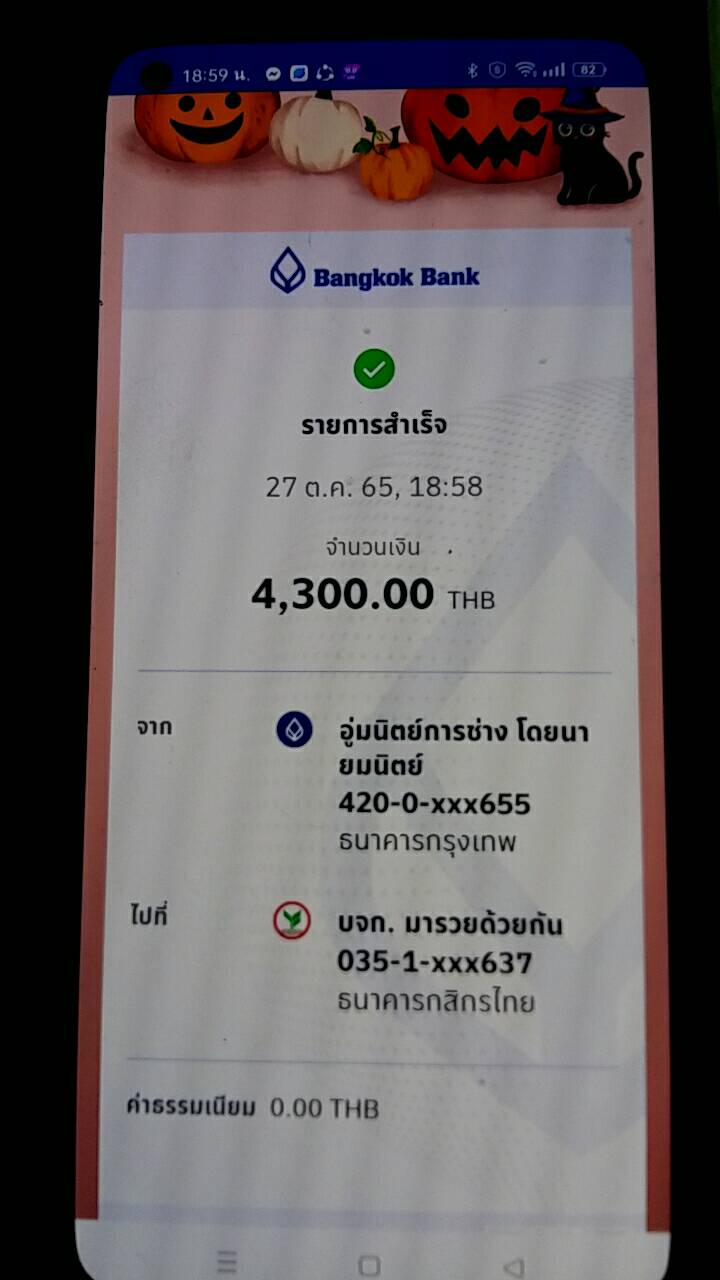 18:59 น.
82
Bangkok Bank
รายการสำเร็จ
27 ต.ค. 65, 18:58
จำนวนเงิน
4,300.00 THB
จาก
อู่มนิตย์การช่าง โดยนา
ยมนิตย์
420-0-xxx655
ธนาคารกรุงเทพ
ไปที่
บจก. มารวยด้วยกัน
035-1-xxx637
ธนาคารกสิกรไทย
ค่าธรรมเนียม 0.00 THB